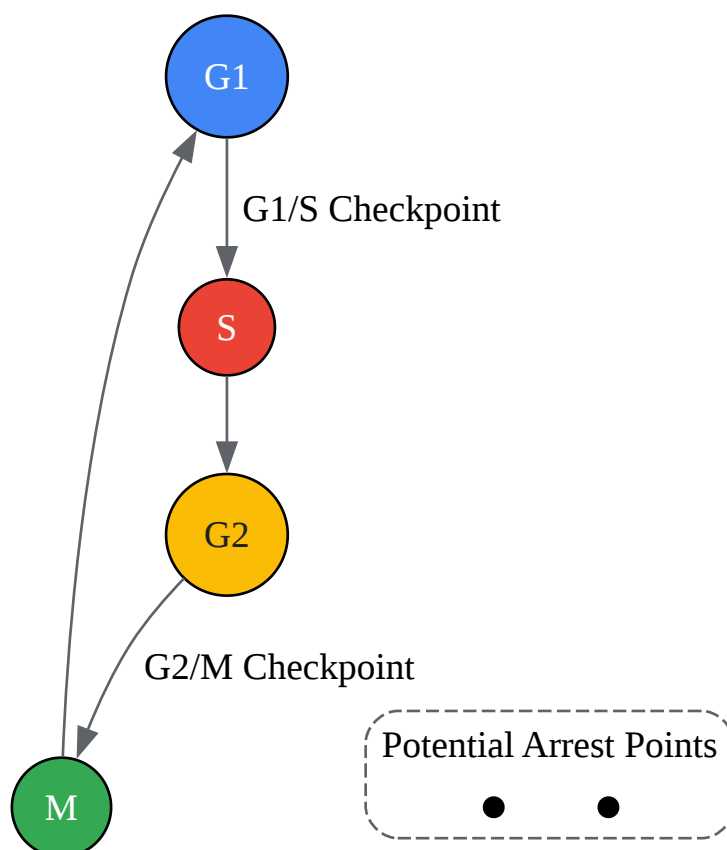 G1
G1/S Checkpoint
S
G2
G2/M Checkpoint
Potential Arrest Points
M